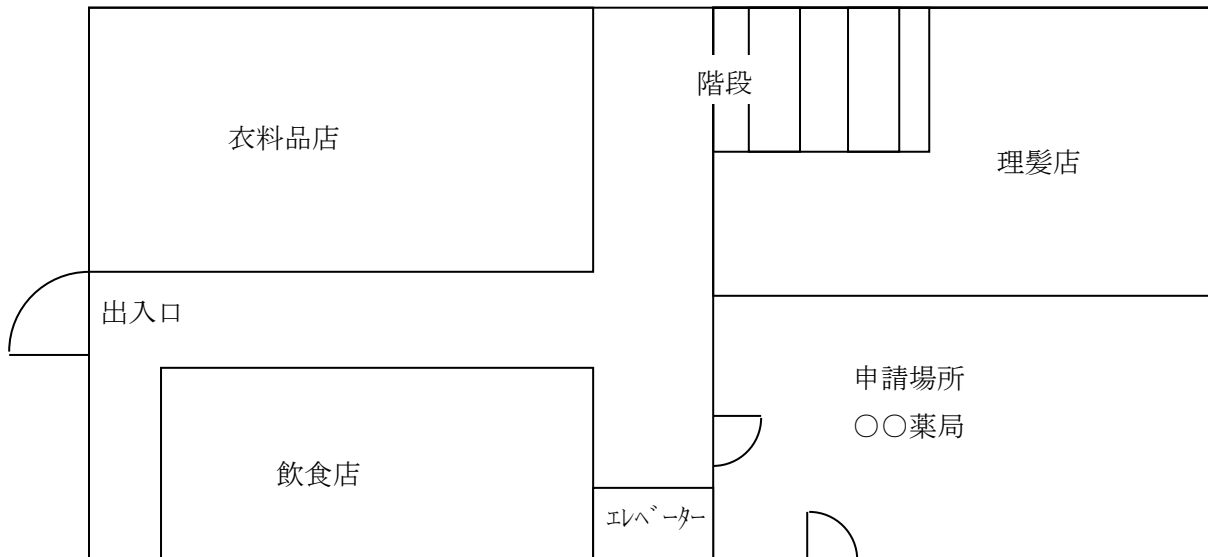 階段
衣料品店
理髪店
出入口
申請場所
○○薬局
飲食店
エレベーター